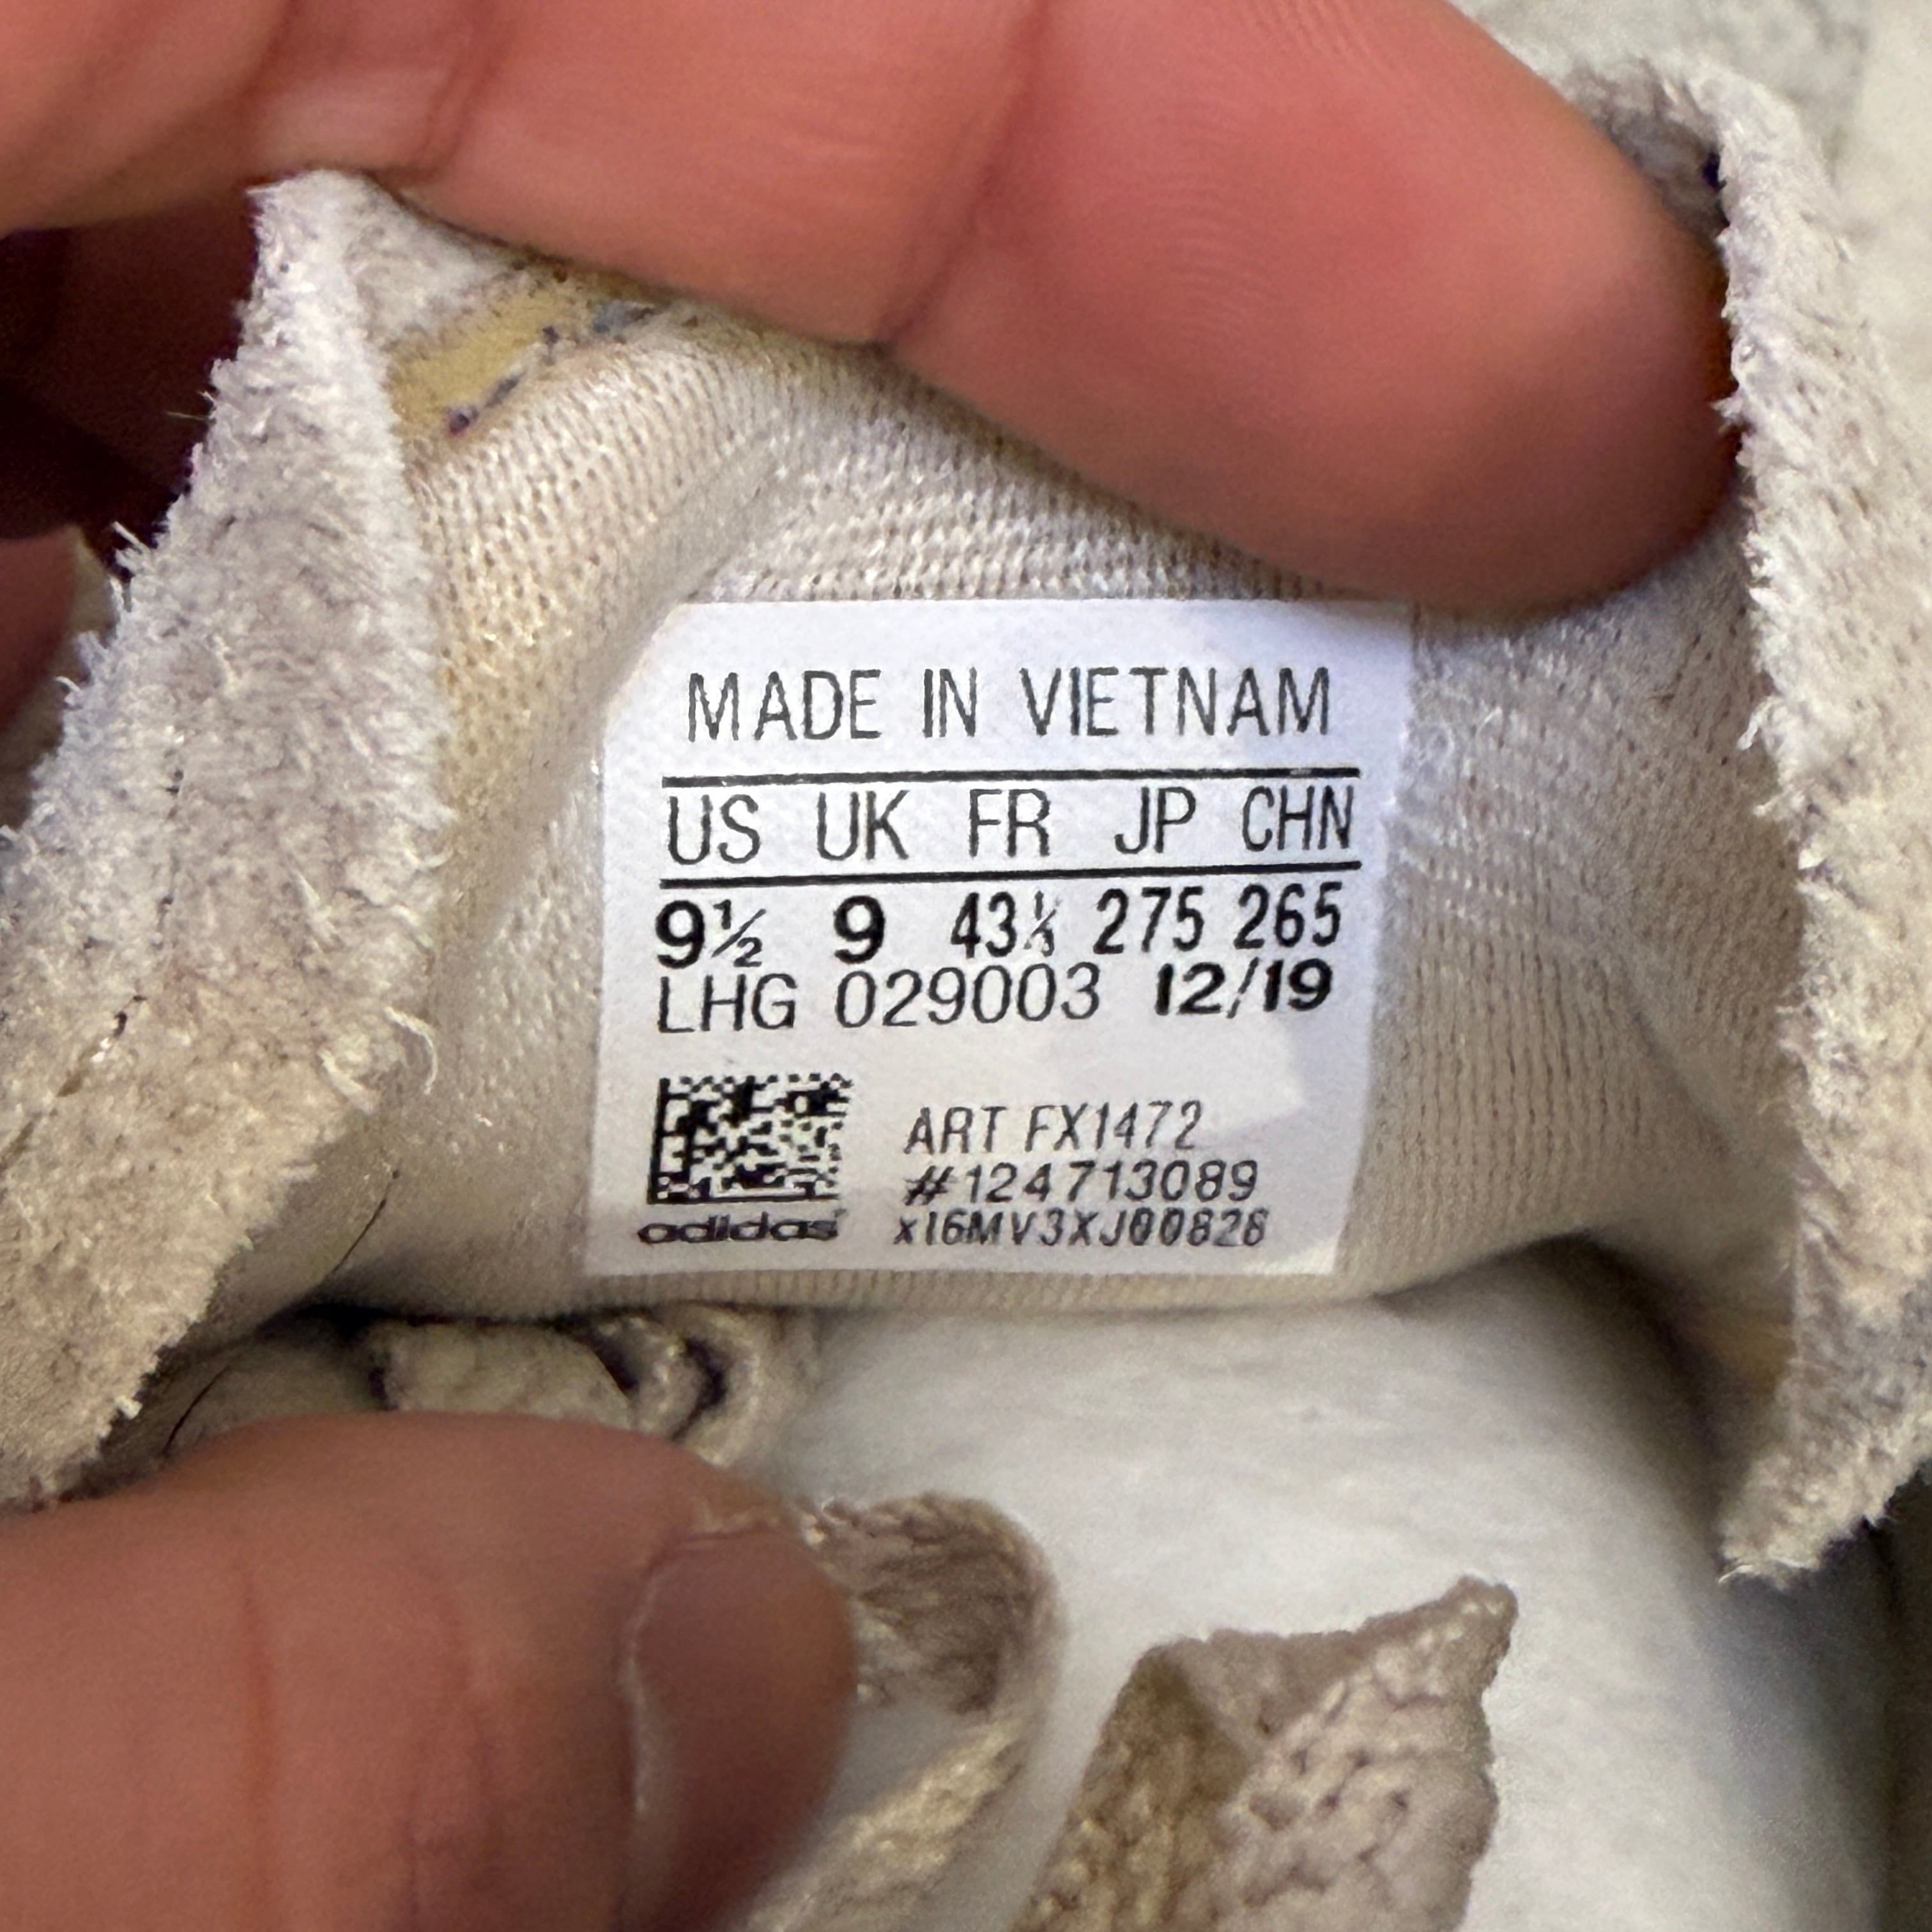 MADE IN VIETNAM
US UK FR JP CHN
9½ 9 43⅓ 275 265
LHG 029003 12/19
ART FX1472
#124713089
x16MV3XJ00828
adidas